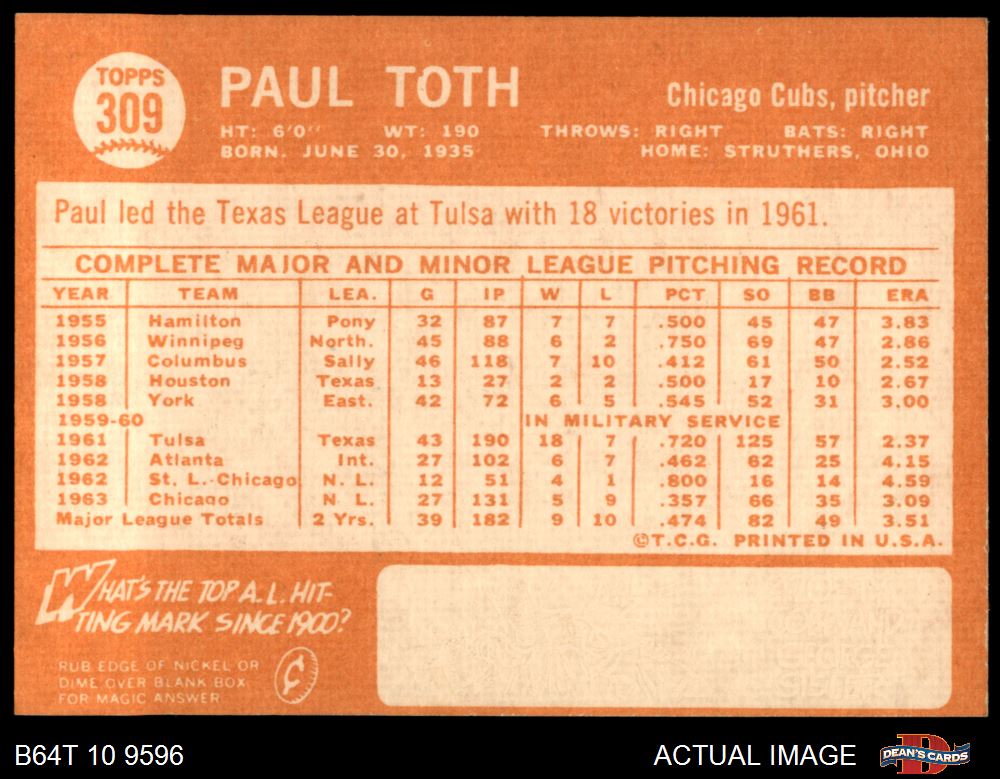 TOPPS
309
PAUL TOTH
Chicago Cubs, pitcher
HT: 6'0" WT: 190 THROWS: RIGHT BATS: RIGHT
BORN: JUNE 30, 1935 HOME: STRUTHERS, OHIO
Paul led the Texas League at Tulsa with 18 victories in 1961.
COMPLETE MAJOR AND MINOR LEAGUE PITCHING RECORD
YEAR TEAM LEA. G IP W L PCT SO BB ERA
1955 Hamilton Pony 32 87 7 7 .500 45 47 3.83
1956 Winnipeg North. 45 88 6 2 .750 69 47 2.86
1957 Columbus Sally 46 118 7 10 .412 61 50 2.52
1958 Houston Texas 13 27 2 2 .500 17 10 2.67
1958 York East. 42 72 6 5 .545 52 31 3.00
1959-60 IN MILITARY SERVICE
1961 Tulsa Texas 43 190 18 7 .720 125 57 2.37
1962 Atlanta Int. 27 102 6 7 .462 62 25 4.15
1962 St. L.-Chicago N. L. 12 51 4 1 .800 16 14 4.59
1963 Chicago N L. 27 131 5 9 .357 66 35 3.09
Major League Totals 2 Yrs. 39 182 9 10 .474 82 49 3.51
©T.C.G. PRINTED IN U.S.A.
WHAT'S THE TOP A.L. HIT-
TING MARK SINCE 1900?
RUB EDGE OF NICKEL OR
DIME OVER BLANK BOX
FOR MAGIC ANSWER
¢
B64T 10 9596 ACTUAL IMAGE DEAN'S CARDS